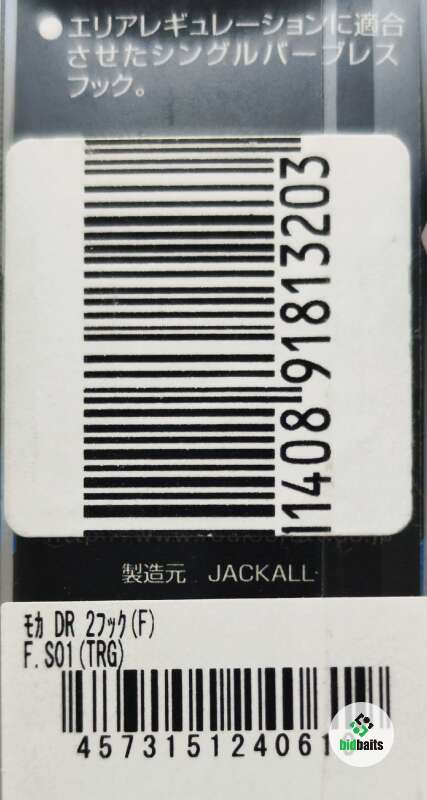 ●エリアレギュレーションに適合
させたシングルバーブレス
フック。
11408 91813203
製造元 JACKALL
ﾓｶ DR 2ﾌｯｸ(F)
F.S01(TRG)
bidbaits